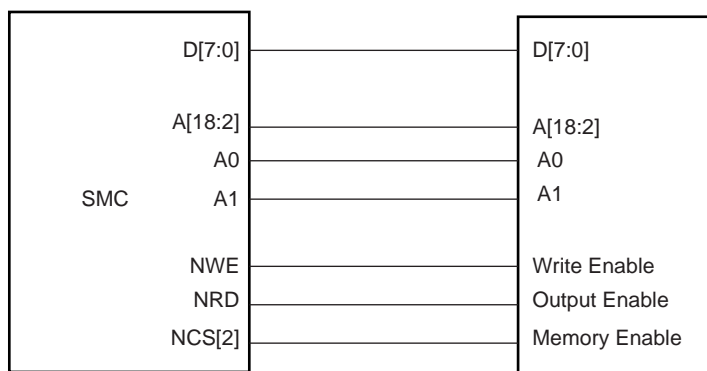 D[7:0] D[7:0]
A[18:2] A[18:2]
A0 A0
SMC A1 A1
NWE Write Enable
NRD Output Enable
NCS[2] Memory Enable